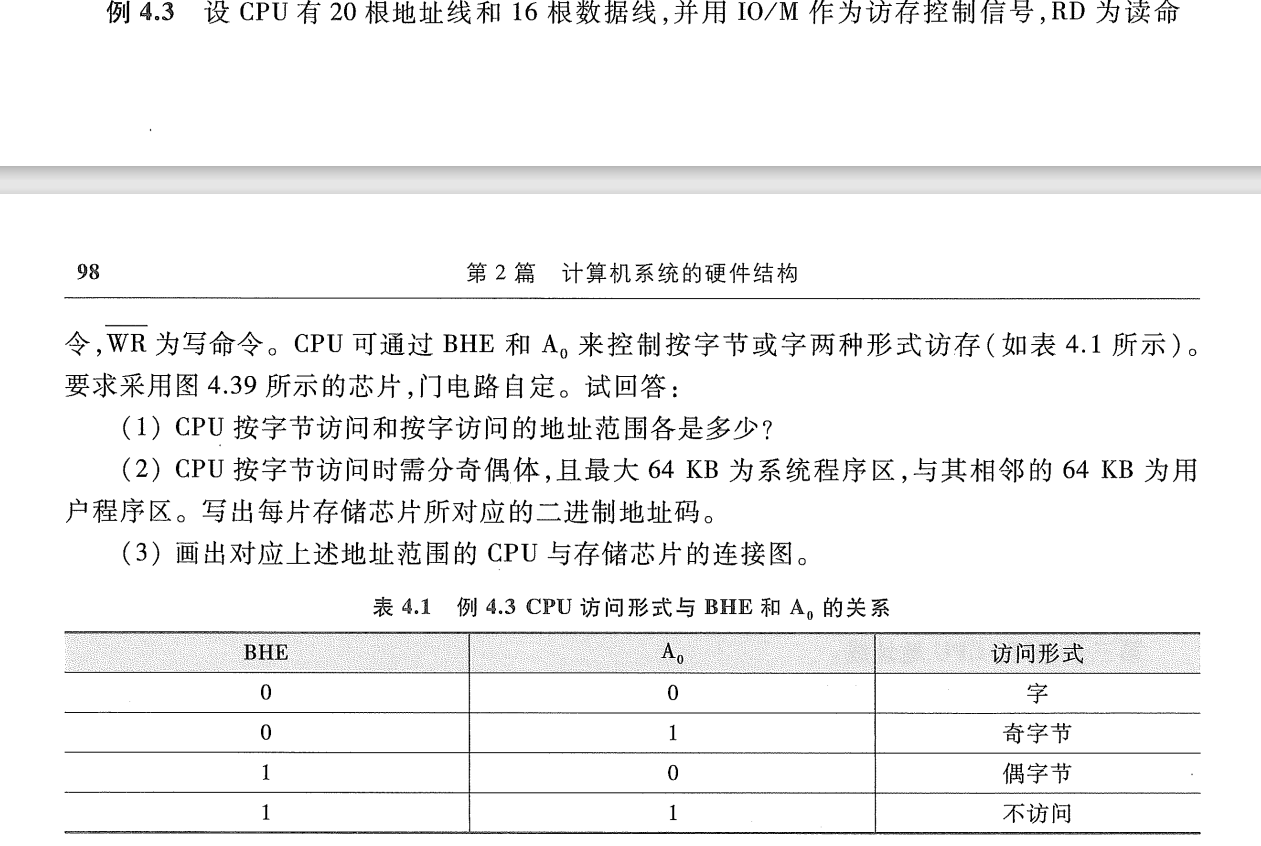 例 4.3 设 CPU 有 20 根地址线和 16 根数据线,并用 IO/M 作为访存控制信号,RD 为读命
98 第 2 篇 计算机系统的硬件结构
令,W̅R̅ 为写命令。CPU 可通过 BHE 和 A₀ 来控制按字节或字两种形式访存(如表 4.1 所示)。
要求采用图 4.39 所示的芯片,门电路自定。试回答:
(1) CPU 按字节访问和按字访问的地址范围各是多少?
(2) CPU 按字节访问时需分奇偶体,且最大 64 KB 为系统程序区,与其相邻的 64 KB 为用
户程序区。写出每片存储芯片所对应的二进制地址码。
(3) 画出对应上述地址范围的 CPU 与存储芯片的连接图。
表 4.1 例 4.3 CPU 访问形式与 BHE 和 A₀ 的关系
BHE A₀ 访问形式
0 0 字
0 1 奇字节
1 0 偶字节
1 1 不访问